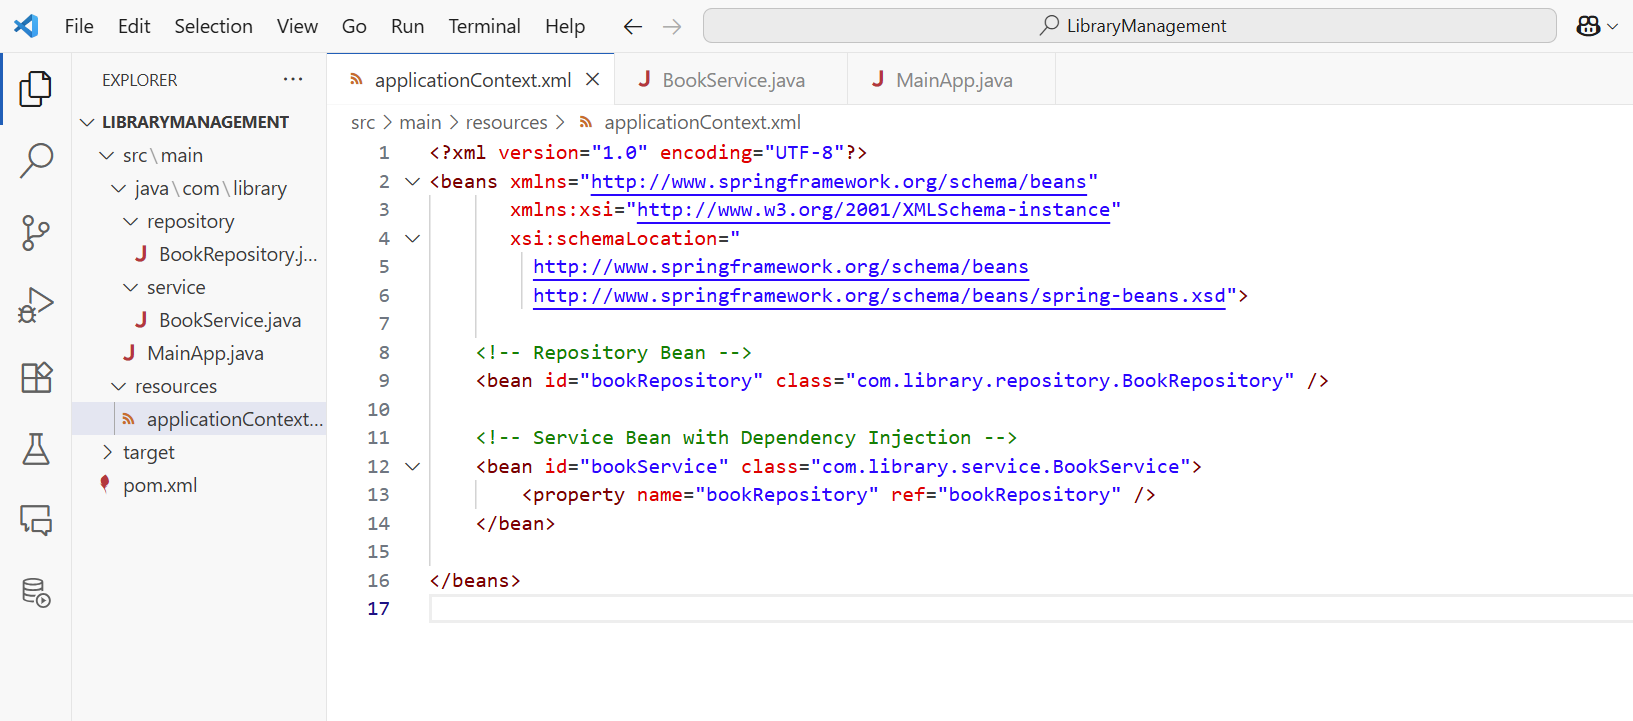 File Edit Selection View Go Run Terminal Help
LibraryManagement
EXPLORER
LIBRARYMANAGEMENT
src\main
java\com\library
repository
BookRepository.j...
service
BookService.java
MainApp.java
resources
applicationContext...
target
pom.xml
applicationContext.xml
BookService.java
MainApp.java
src > main > resources > applicationContext.xml
1 <?xml version="1.0" encoding="UTF-8"?>
2 <beans xmlns="http://www.springframework.org/schema/beans"
3 xmlns:xsi="http://www.w3.org/2001/XMLSchema-instance"
4 xsi:schemaLocation="
5 http://www.springframework.org/schema/beans
6 http://www.springframework.org/schema/beans/spring-beans.xsd">
7
8 <!-- Repository Bean -->
9 <bean id="bookRepository" class="com.library.repository.BookRepository" />
10
11 <!-- Service Bean with Dependency Injection -->
12 <bean id="bookService" class="com.library.service.BookService">
13 <property name="bookRepository" ref="bookRepository" />
14 </bean>
15
16 </beans>
17